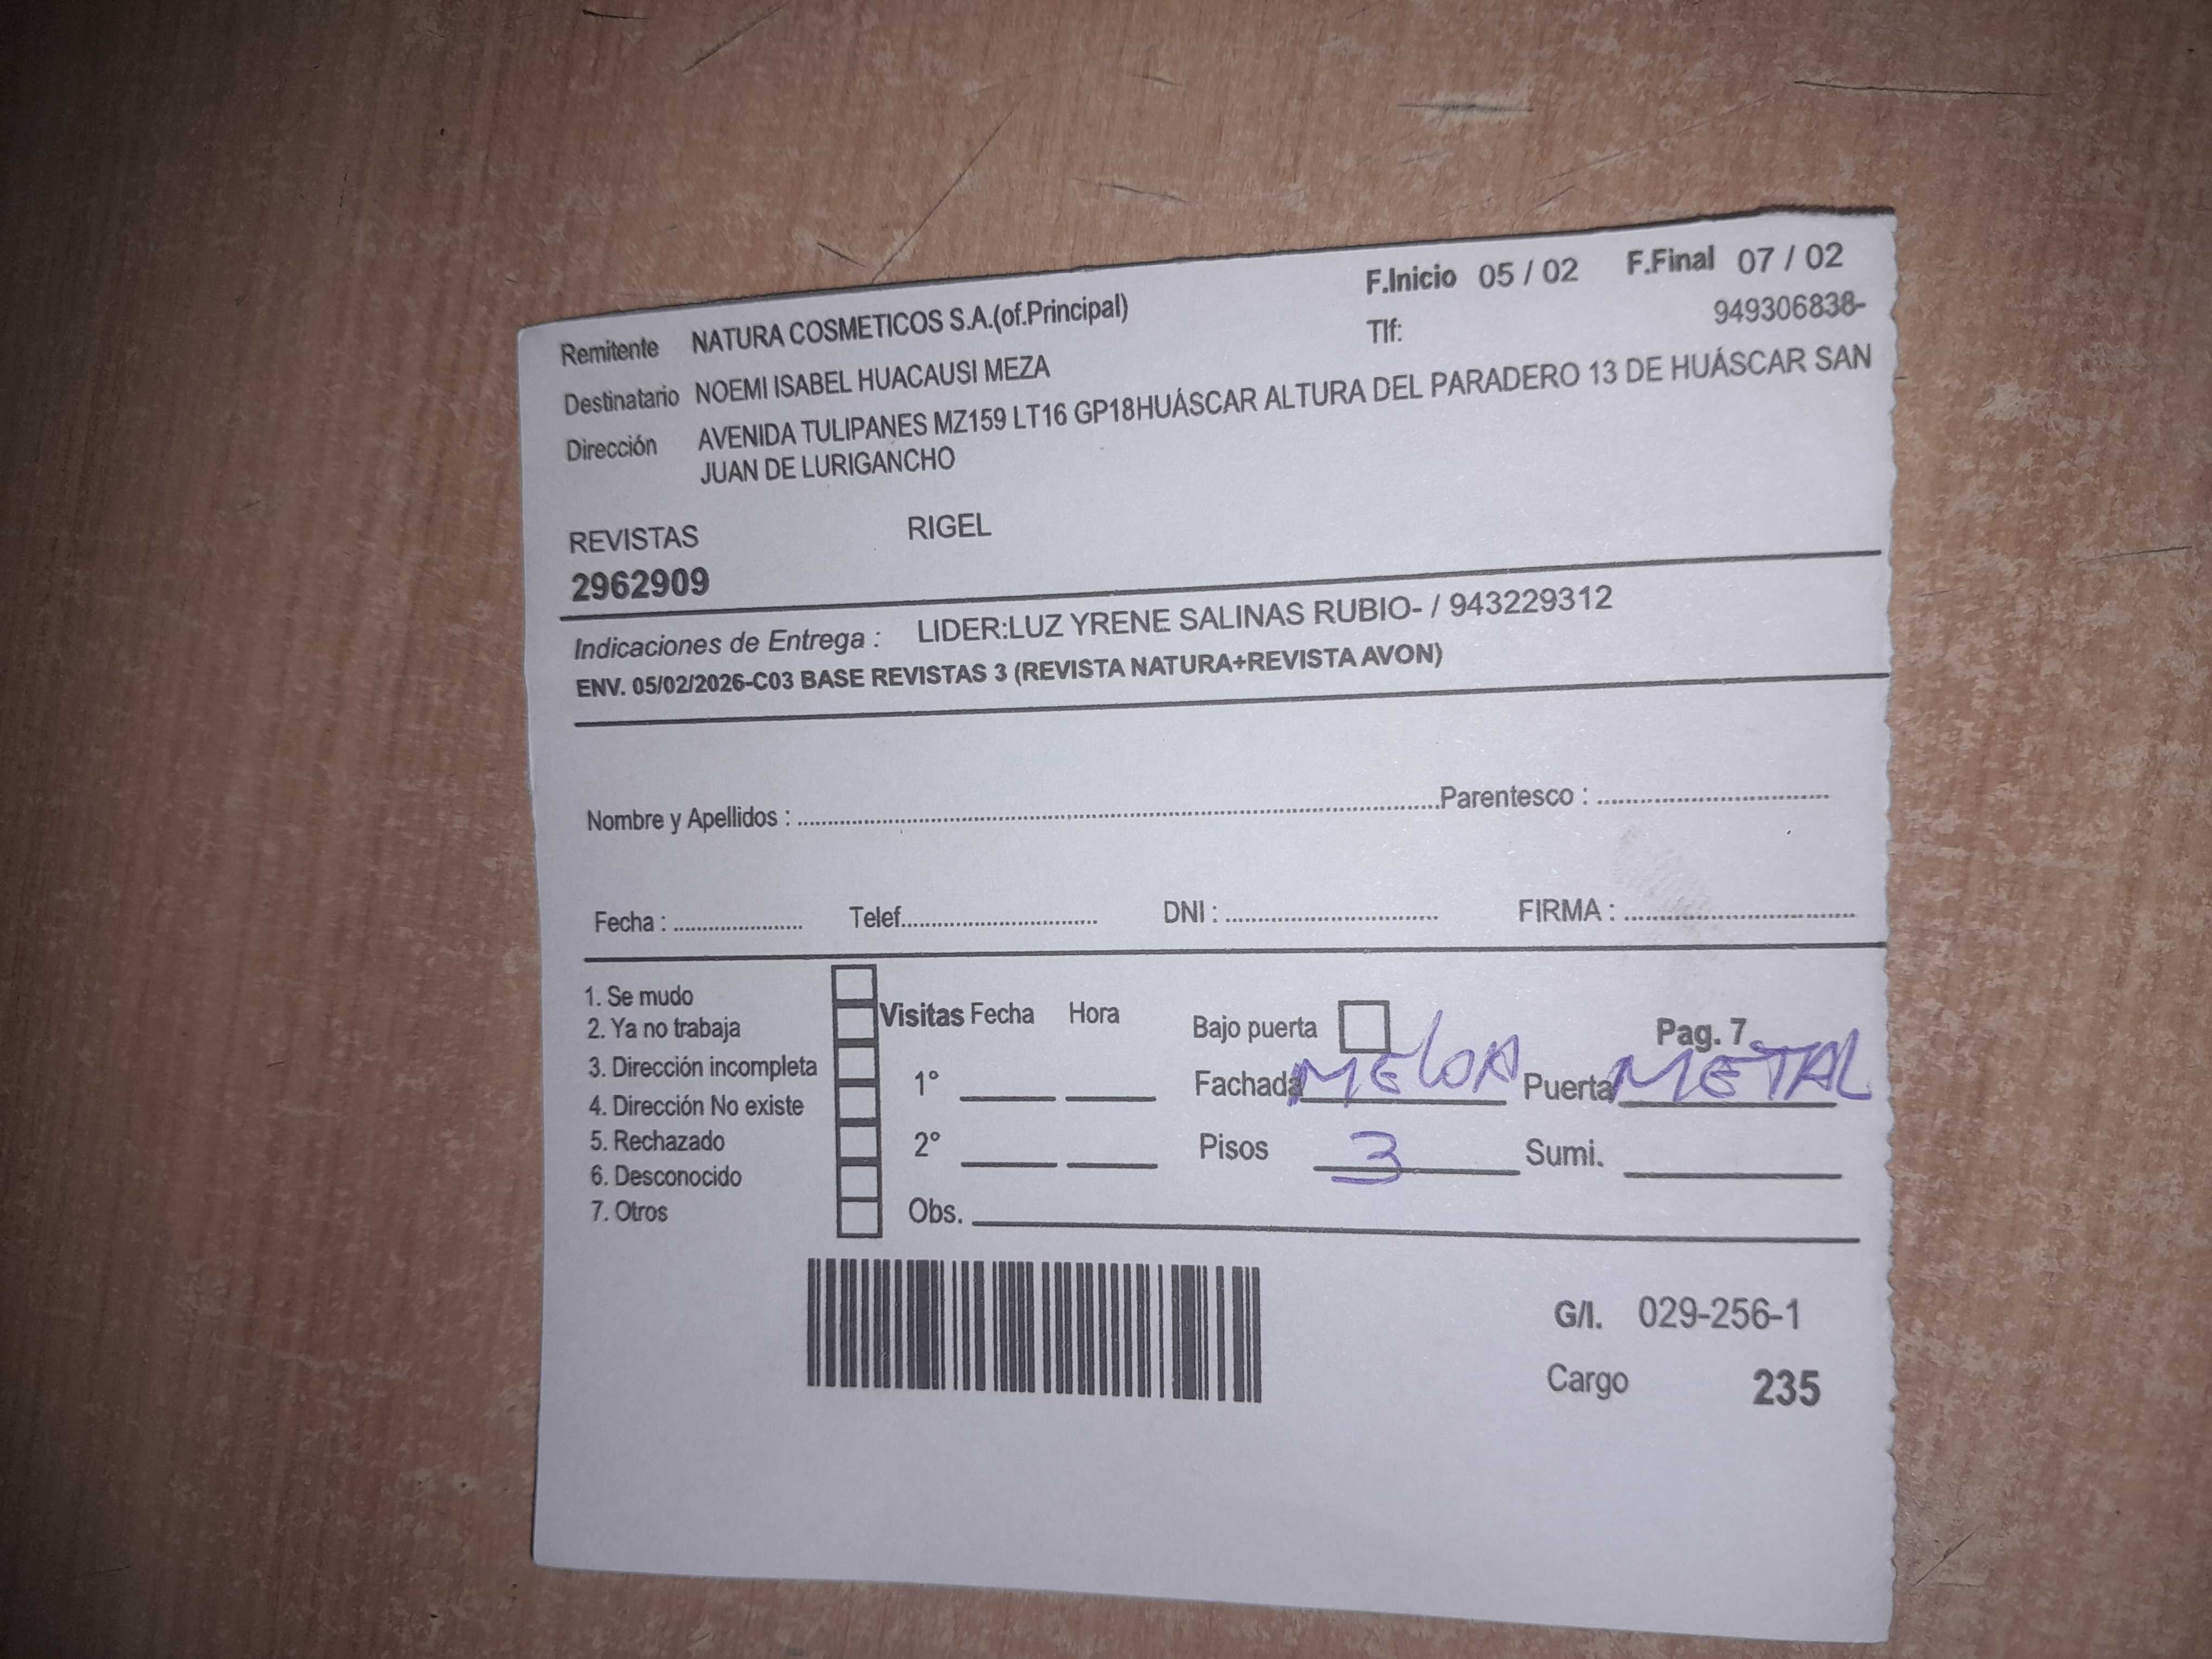 F.Inicio 05 / 02 F.Final 07 / 02
Remitente NATURA COSMETICOS S.A.(of.Principal) Tlf: 949306838-
Destinatario NOEMI ISABEL HUACAUSI MEZA
Dirección AVENIDA TULIPANES MZ159 LT16 GP18HUÁSCAR ALTURA DEL PARADERO 13 DE HUÁSCAR SAN
JUAN DE LURIGANCHO
REVISTAS RIGEL
2962909
Indicaciones de Entrega : LIDER:LUZ YRENE SALINAS RUBIO- / 943229312
ENV. 05/02/2026-C03 BASE REVISTAS 3 (REVISTA NATURA+REVISTA AVON)
Nombre y Apellidos : Parentesco :
Fecha : Telef. DNI : FIRMA :
1. Se mudo
2. Ya no trabaja
3. Dirección incompleta
4. Dirección No existe
5. Rechazado
6. Desconocido
7. Otros
Visitas Fecha Hora
1°
2°
Obs.
Bajo puerta Pag. 7
Fachada Puerta METAL
Pisos 3 Sumi.
G/I. 029-256-1
Cargo 235